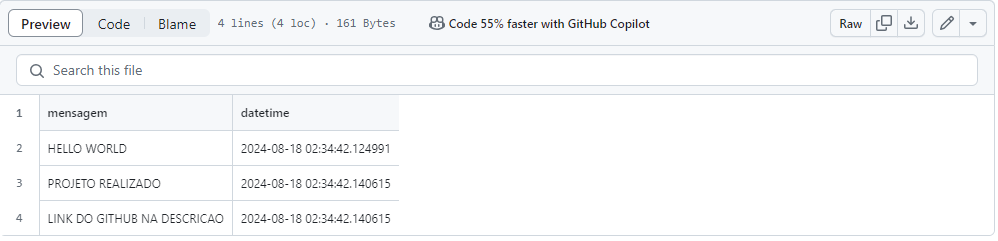 Preview Code Blame 4 lines (4 loc) · 161 Bytes Code 55% faster with GitHub Copilot Raw
Search this file
1 mensagem datetime
2 HELLO WORLD 2024-08-18 02:34:42.124991
3 PROJETO REALIZADO 2024-08-18 02:34:42.140615
4 LINK DO GITHUB NA DESCRICAO 2024-08-18 02:34:42.140615